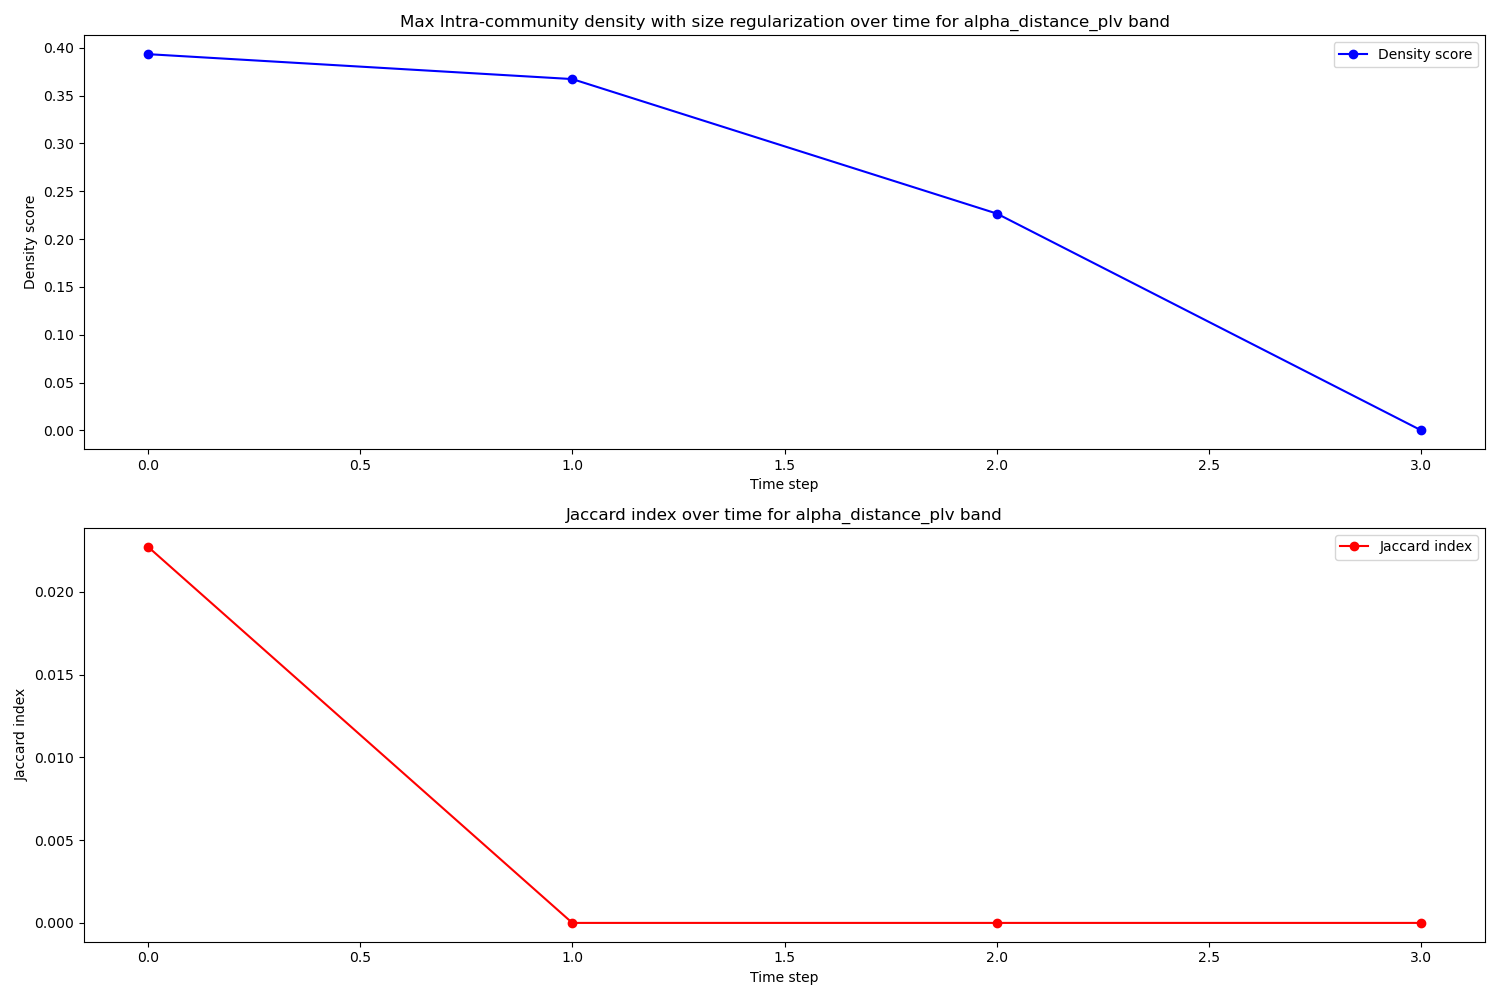 Max Intra-community density with size regularization over time for alpha_distance_plv band
Density score
0.40
0.35
0.30
0.25
0.20
0.15
0.10
0.05
0.00
Density score
0.0 0.5 1.0 1.5 2.0 2.5 3.0
Time step
Jaccard index over time for alpha_distance_plv band
Jaccard index
0.020
0.015
0.010
0.005
0.000
Jaccard index
0.0 0.5 1.0 1.5 2.0 2.5 3.0
Time step